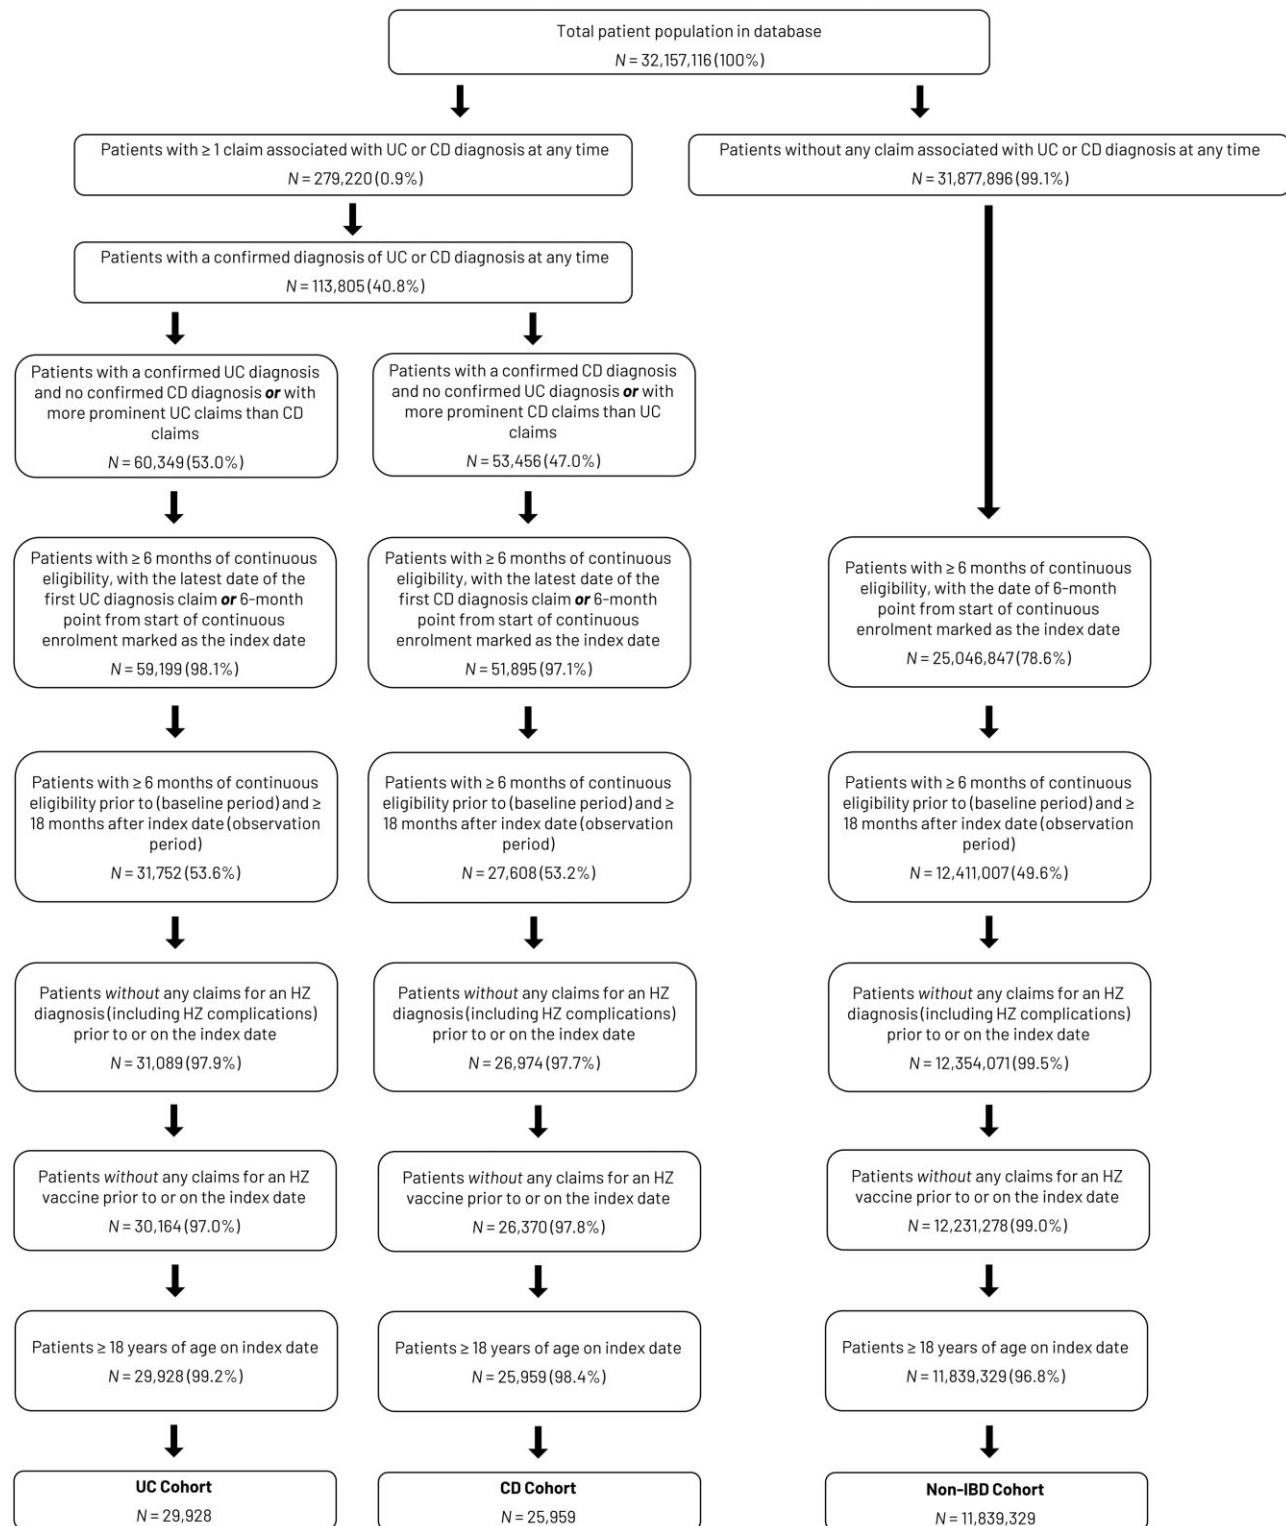 Total patient population in database
N = 32,157,116 (100%)
Patients with ≥ 1 claim associated with UC or CD diagnosis at any time
N = 279,220 (0.9%)
Patients without any claim associated with UC or CD diagnosis at any time
N = 31,877,896 (99.1%)
Patients with a confirmed diagnosis of UC or CD diagnosis at any time
N = 113,805 (40.8%)
Patients with a confirmed UC diagnosis
and no confirmed CD diagnosis or with
more prominent UC claims than CD
claims
N = 60,349 (53.0%)
Patients with a confirmed CD diagnosis
and no confirmed UC diagnosis or with
more prominent CD claims than UC
claims
N = 53,456 (47.0%)
Patients with ≥ 6 months of continuous
eligibility, with the latest date of the
first UC diagnosis claim or 6-month
point from start of continuous
enrolment marked as the index date
N = 59,199 (98.1%)
Patients with ≥ 6 months of continuous
eligibility, with the latest date of the
first CD diagnosis claim or 6-month
point from start of continuous
enrolment marked as the index date
N = 51,895 (97.1%)
Patients with ≥ 6 months of continuous
eligibility, with the date of 6-month
point from start of continuous
enrolment marked as the index date
N = 25,046,847 (78.6%)
Patients with ≥ 6 months of continuous
eligibility prior to (baseline period) and ≥
18 months after index date (observation
period)
N = 31,752 (53.6%)
Patients with ≥ 6 months of continuous
eligibility prior to (baseline period) and ≥
18 months after index date (observation
period)
N = 27,608 (53.2%)
Patients with ≥ 6 months of continuous
eligibility prior to (baseline period) and ≥
18 months after index date (observation
period)
N = 12,411,007 (49.6%)
Patients without any claims for an HZ
diagnosis (including HZ complications)
prior to or on the index date
N = 31,089 (97.9%)
Patients without any claims for an HZ
diagnosis (including HZ complications)
prior to or on the index date
N = 26,974 (97.7%)
Patients without any claims for an HZ
diagnosis (including HZ complications)
prior to or on the index date
N = 12,354,071 (99.5%)
Patients without any claims for an HZ
vaccine prior to or on the index date
N = 30,164 (97.0%)
Patients without any claims for an HZ
vaccine prior to or on the index date
N = 26,370 (97.8%)
Patients without any claims for an HZ
vaccine prior to or on the index date
N = 12,231,278 (99.0%)
Patients ≥ 18 years of age on index date
N = 29,928 (99.2%)
Patients ≥ 18 years of age on index date
N = 25,959 (98.4%)
Patients ≥ 18 years of age on index date
N = 11,839,329 (96.8%)
UC Cohort
N = 29,928
CD Cohort
N = 25,959
Non-IBD Cohort
N = 11,839,329